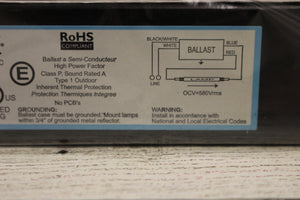 RoHS
COMPLIANT
Ballast a Semi-Conducteur
High Power Factor
Class P, Sound Rated A
Type 1 Outdoor
Inherent Thermal Protection
Protection Thermiques Integree
No PCB's
E
US
BLACK/WHITE
WHITE
BALLAST
BLUE
RED
LINE
LAMP
OCV=580Vrms
GROUNDING:
Ballast case must be grounded. Mount lamps
within 3/4" of grounded metal reflector.
WARNING:
Install in accordance with
National and Local Electrical Codes